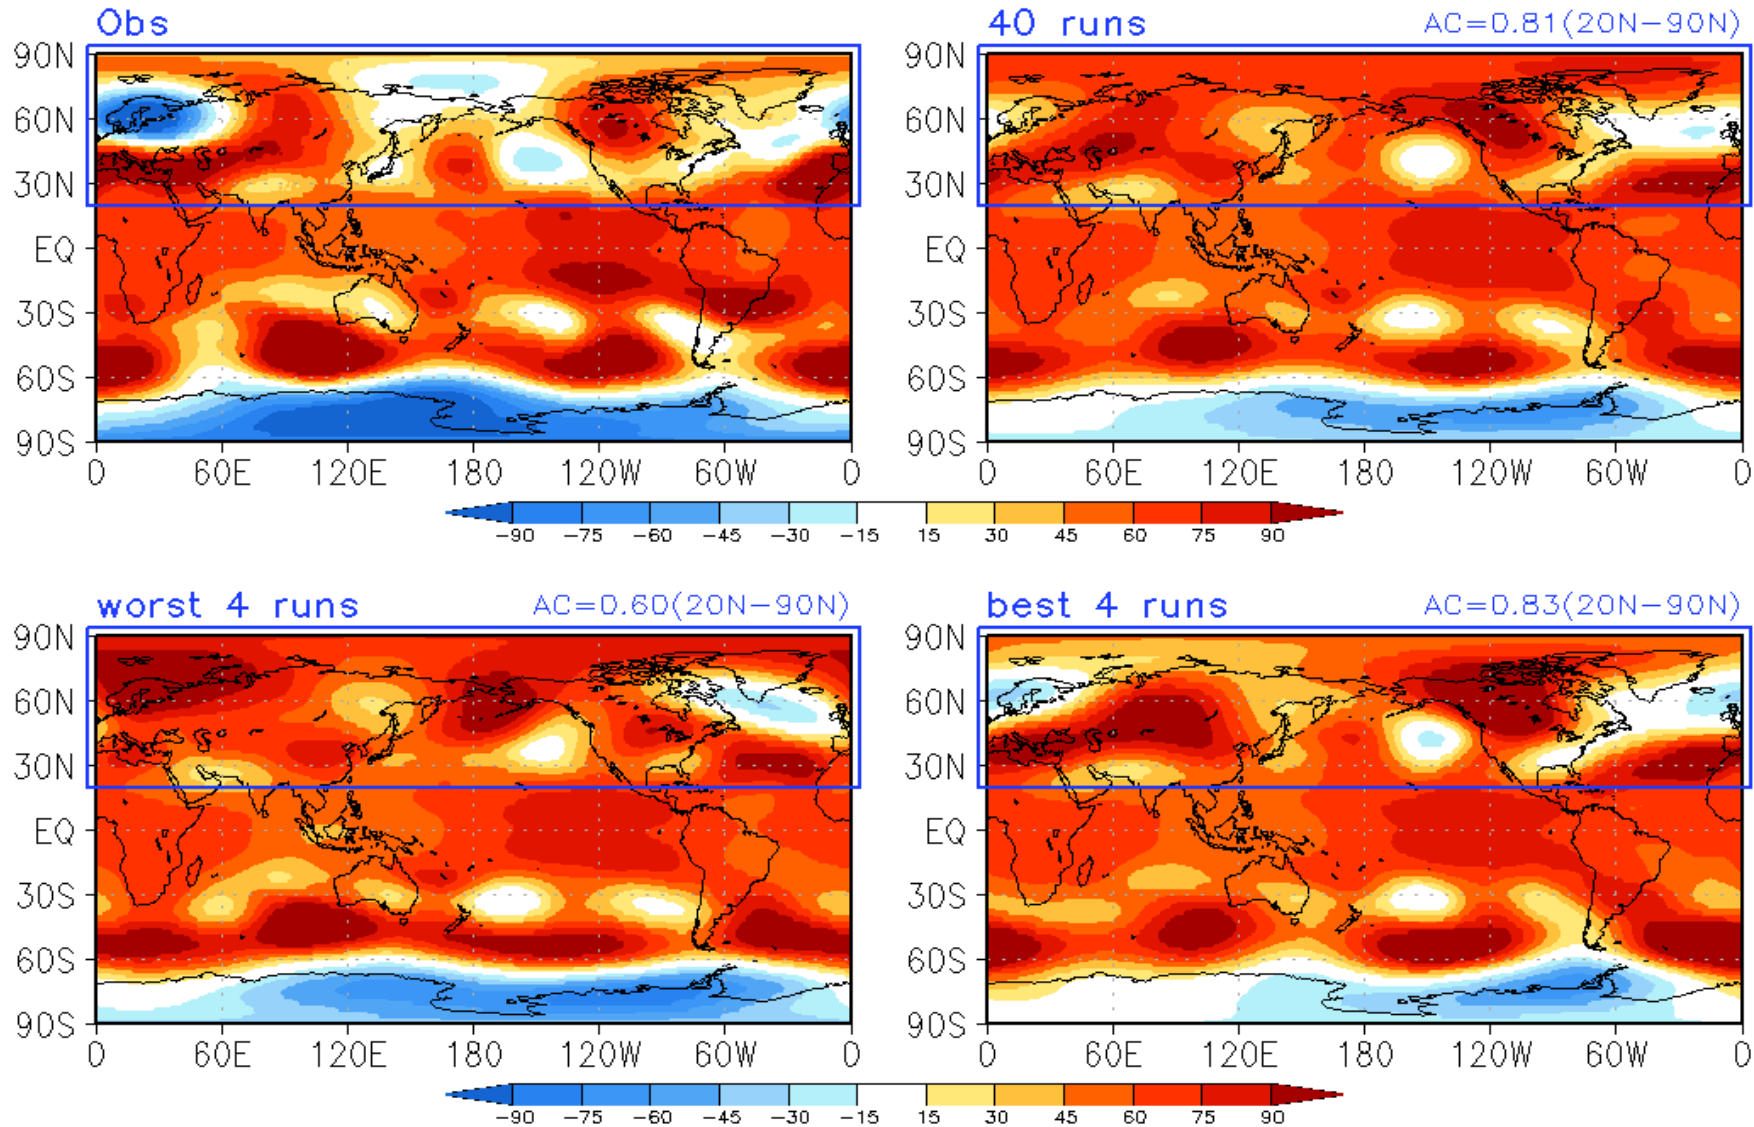 Obs
40 runs AC=0.81(20N−90N)
90N
60N
30N
EQ
30S
60S
90S
0 60E 120E 180 120W 60W 0
0 60E 120E 180 120W 60W 0
−90 −75 −60 −45 −30 −15 15 30 45 60 75 90
worst 4 runs AC=0.60(20N−90N)
best 4 runs AC=0.83(20N−90N)
90N
60N
30N
EQ
30S
60S
90S
0 60E 120E 180 120W 60W 0
0 60E 120E 180 120W 60W 0
−90 −75 −60 −45 −30 −15 15 30 45 60 75 90
90N
60N
30N
EQ
30S
60S
90S
90N
60N
30N
EQ
30S
60S
90S